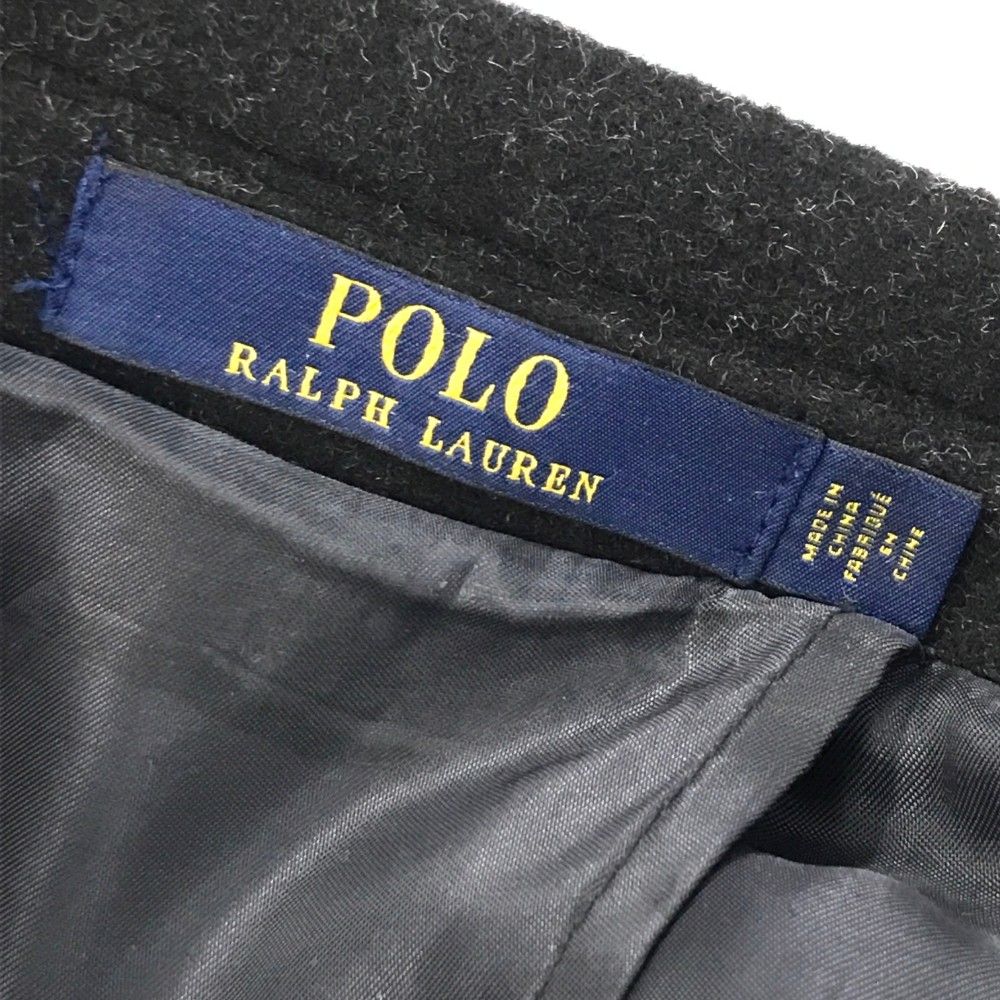 POLO
RALPH LAUREN
MADE IN
CHINA
FABRIQUÉ
EN
CHINE